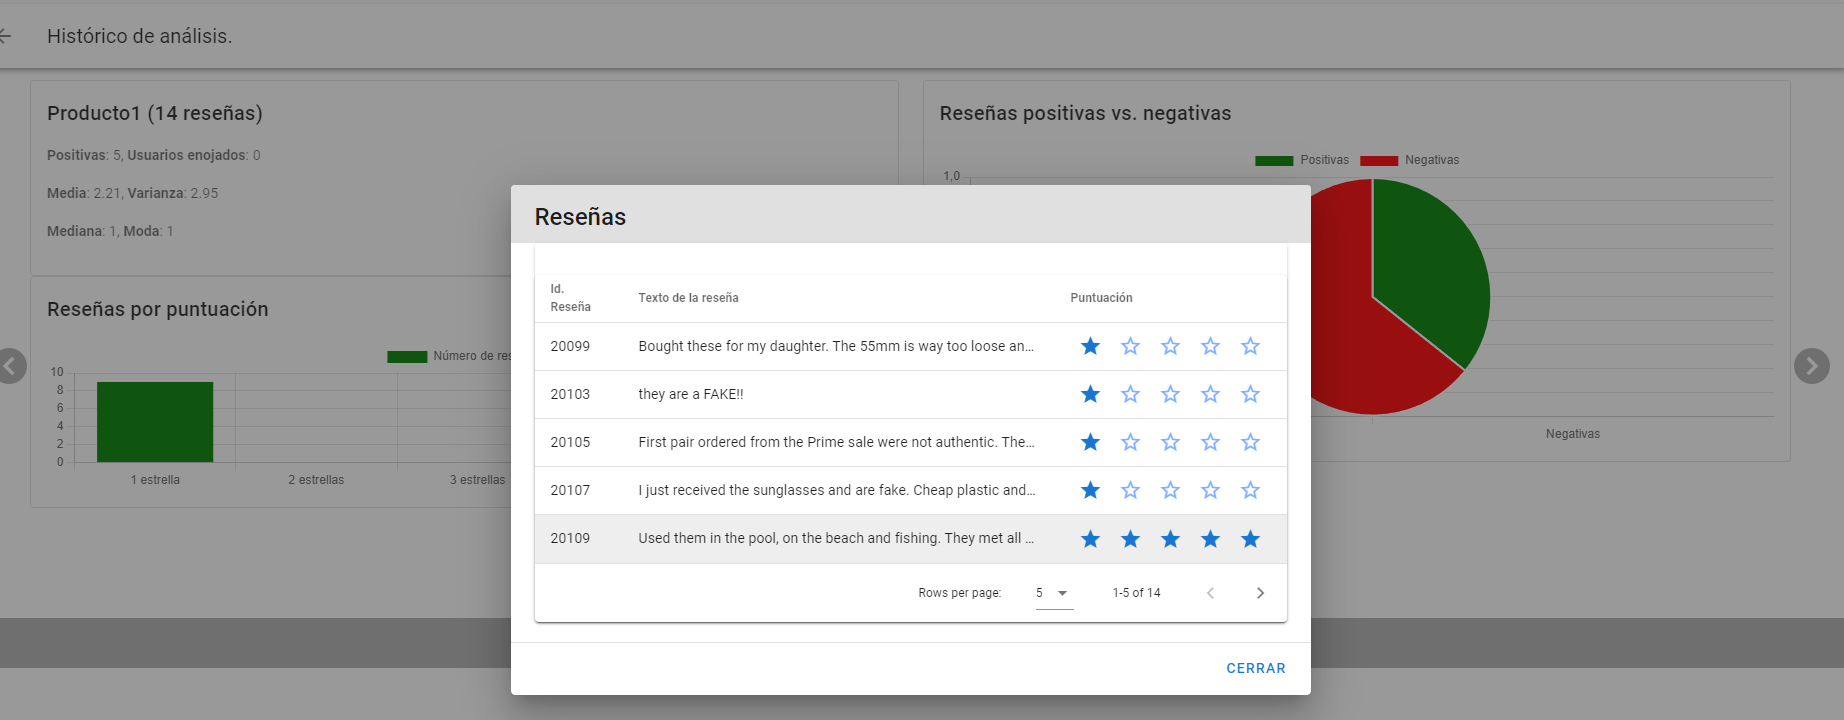 Histórico de análisis.
Producto1 (14 reseñas)
Positivas: 5, Usuarios enojados: 0
Media: 2.21, Varianza: 2.95
Mediana: 1, Moda: 1
Reseñas por puntuación
Número de res
10
8
6
4
2
0
1 estrella
2 estrellas
3 estrellas
Reseñas positivas vs. negativas
Positivas
Negativas
1,0
Negativas
Reseñas
Id. Reseña
Texto de la reseña
Puntuación
20099 Bought these for my daughter. The 55mm is way too loose an...
20103 they are a FAKE!!
20105 First pair ordered from the Prime sale were not authentic. The...
20107 I just received the sunglasses and are fake. Cheap plastic and...
20109 Used them in the pool, on the beach and fishing. They met all ...
Rows per page: 5 1-5 of 14
CERRAR